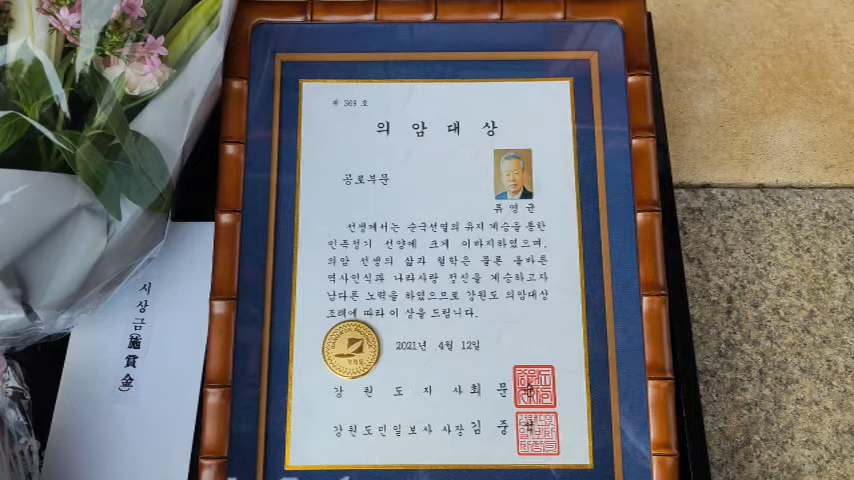 제 369 호
의 암 대 상
공로부문
류 영 균
선생께서는 순국선열의 유지 계승을 통한
민족정기 선양에 크게 이바지하였으며,
의암 선생의 삶과 철학은 물론 올바른
역사인식과 나라사랑 정신을 계승하고자
남다른 노력을 하였으므로 강원도 의암대상
조례에 따라 이 상을 드립니다.
2021년 4월 12일
강 원 도 지 사 최 문
강원도민일보사 사장 김 중
시상금(施賞金)